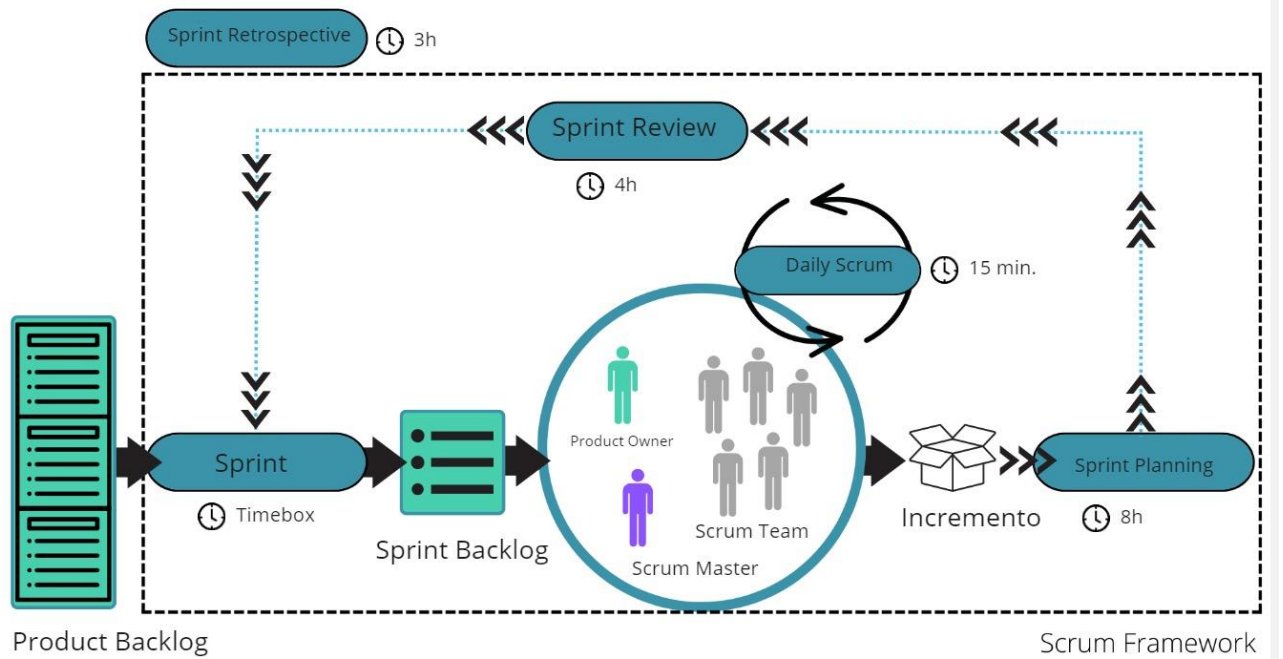 Sprint Retrospective
3h
Sprint Review
4h
Daily Scrum
15 min.
Product Owner
Sprint
Sprint Planning
Timebox
Incremento
8h
Scrum Team
Sprint Backlog
Scrum Master
Product Backlog
Scrum Framework